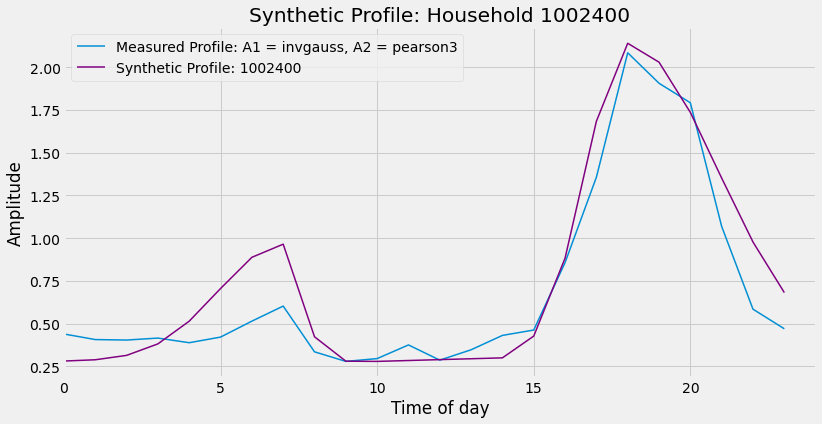 Synthetic Profile: Household 1002400
Measured Profile: A1 = invgauss, A2 = pearson3
Synthetic Profile: 1002400
Amplitude
2.00
1.75
1.50
1.25
1.00
0.75
0.50
0.25
0 5 10 15 20
Time of day